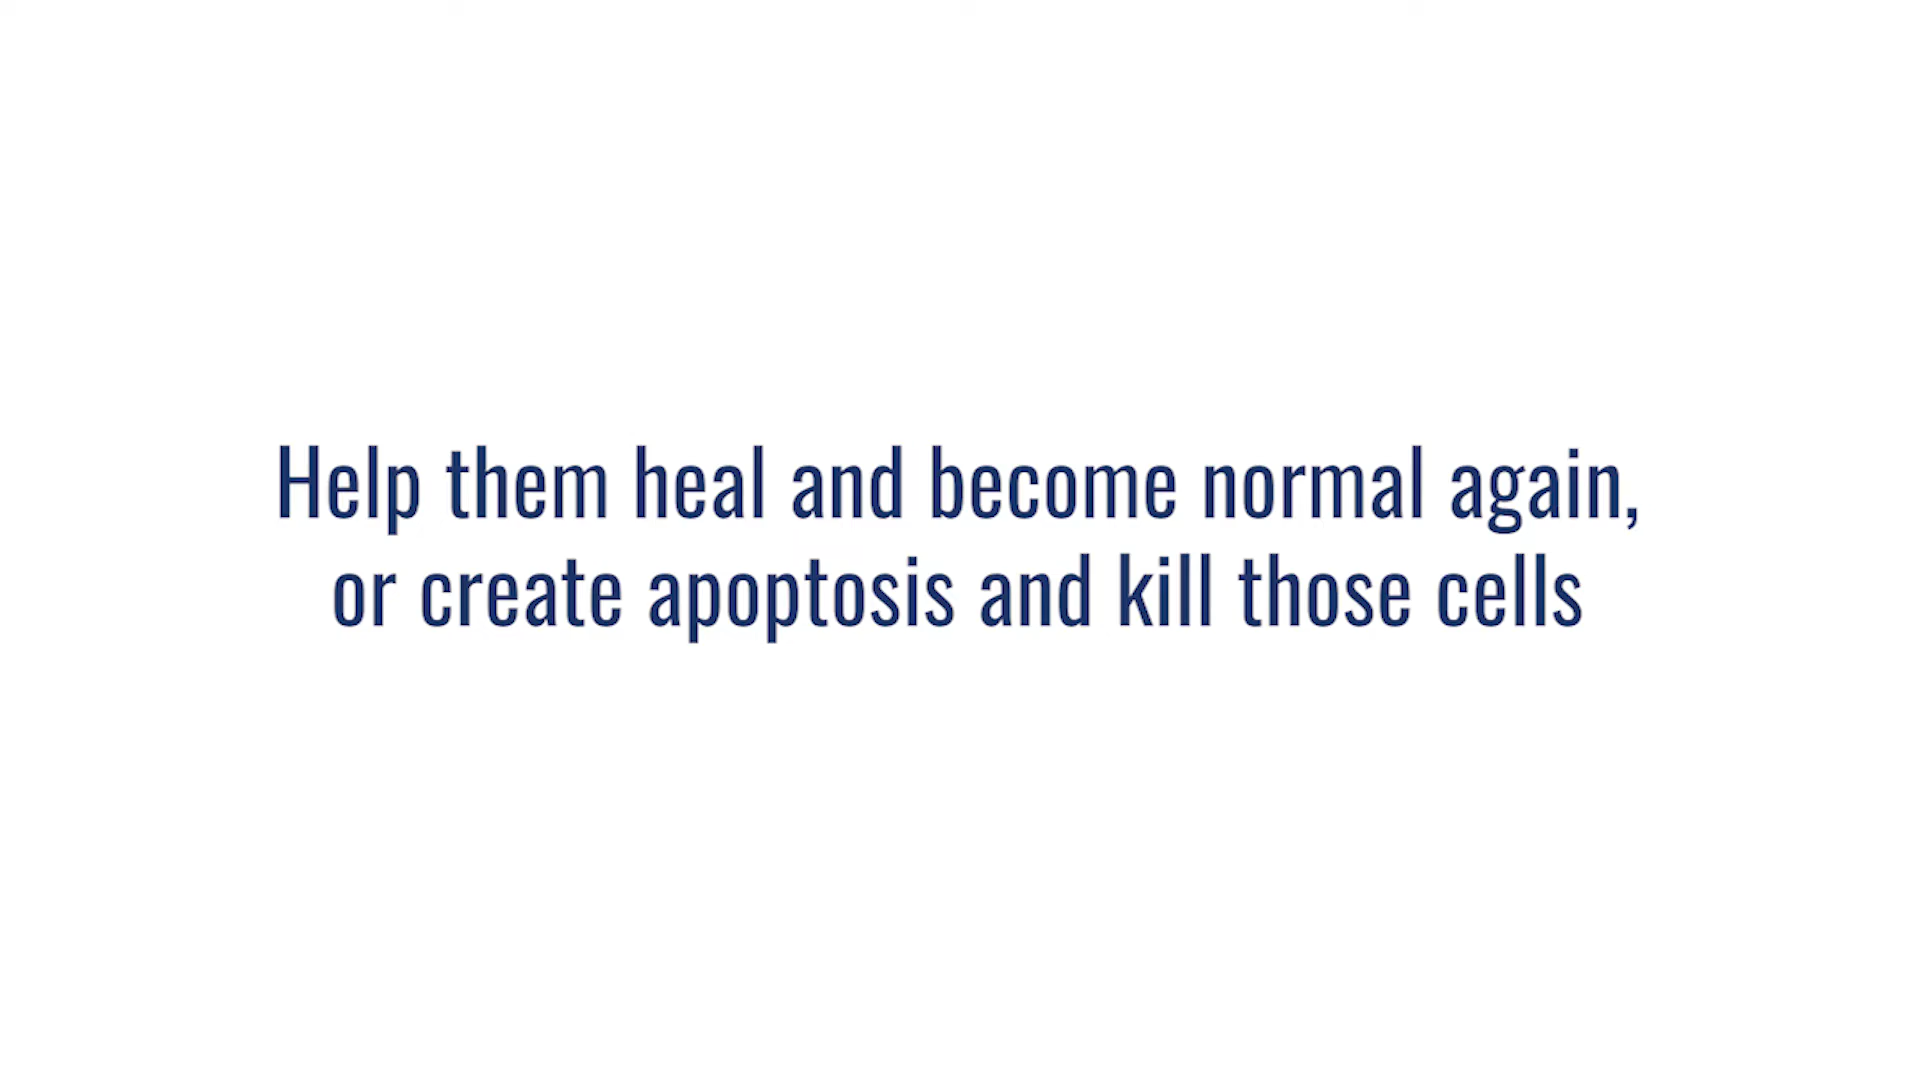 Help them heal and become normal again,
or create apoptosis and kill those cells